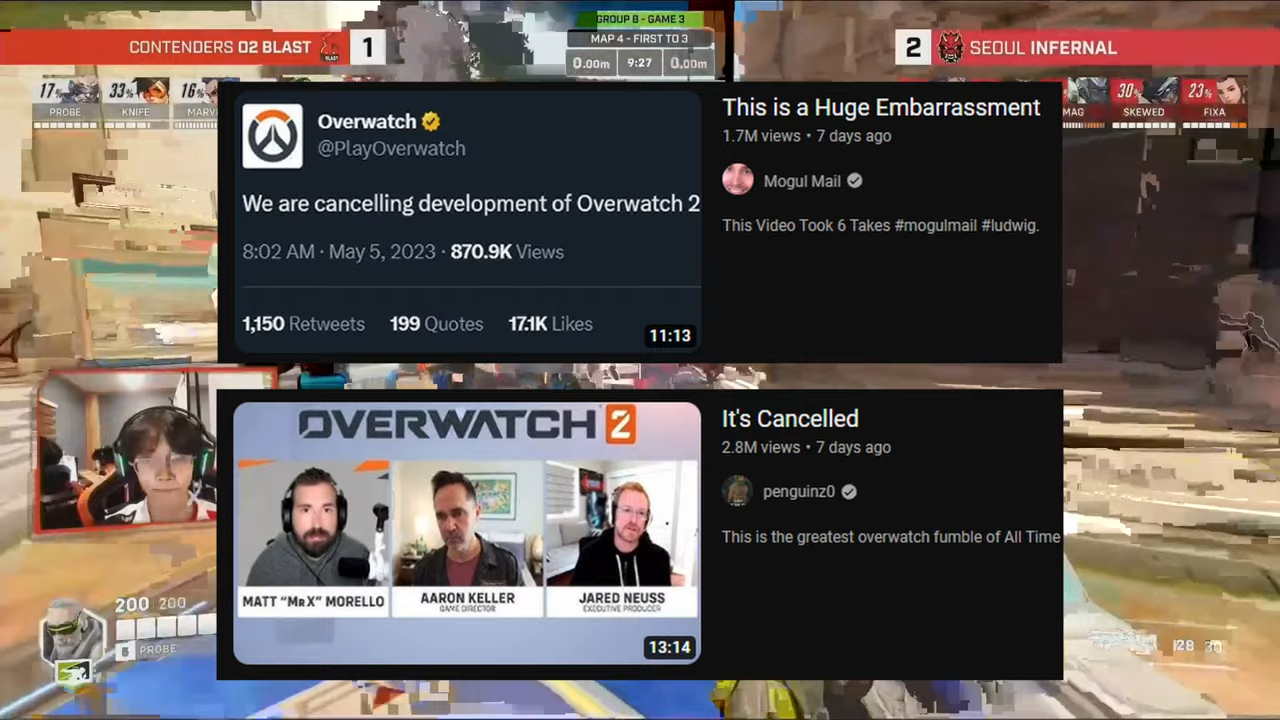 GROUP B - GAME 3
CONTENDERS O2 BLAST
1
MAP 4 - FIRST TO 3
2
SEOUL INFERNAL
0.00m
9:27
0.00m
17%
33%
16%
30%
23%
PROBE
KNIFE
MARV
MAG
SKEWED
FIXA
Overwatch
@PlayOverwatch
We are cancelling development of Overwatch 2
8:02 AM · May 5, 2023 · 870.9K Views
1,150 Retweets 199 Quotes 17.1K Likes
11:13
This is a Huge Embarrassment
1.7M views • 7 days ago
Mogul Mail
This Video Took 6 Takes #mogulmail #ludwig.
OVERWATCH 2
MATT “MRX” MORELLO
AARON KELLER
GAME DIRECTOR
JARED NEUSS
EXECUTIVE PRODUCER
13:14
It's Cancelled
2.8M views • 7 days ago
penguinz0
This is the greatest overwatch fumble of All Time
200 200
PROBE